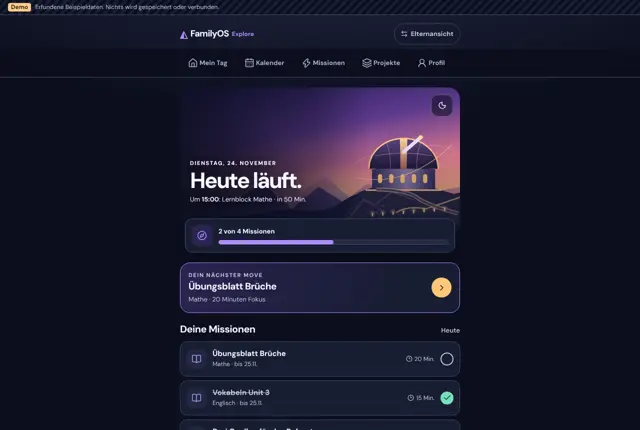 Demo Erfundene Beispieldaten. Nichts wird gespeichert oder verbunden.
FamilyOS Explore
Elternansicht
Mein Tag Kalender Missionen Projekte Profil
DIENSTAG, 24. NOVEMBER
Heute läuft.
Um 15:00: Lernblock Mathe · in 50 Min.
2 von 4 Missionen
DEIN NÄCHSTER MOVE
Übungsblatt Brüche
Mathe · 20 Minuten Fokus
Deine Missionen Heute
Übungsblatt Brüche
Mathe · bis 25.11.
20 Min.
Vokabeln Unit 3
Englisch · bis 25.11.
15 Min.